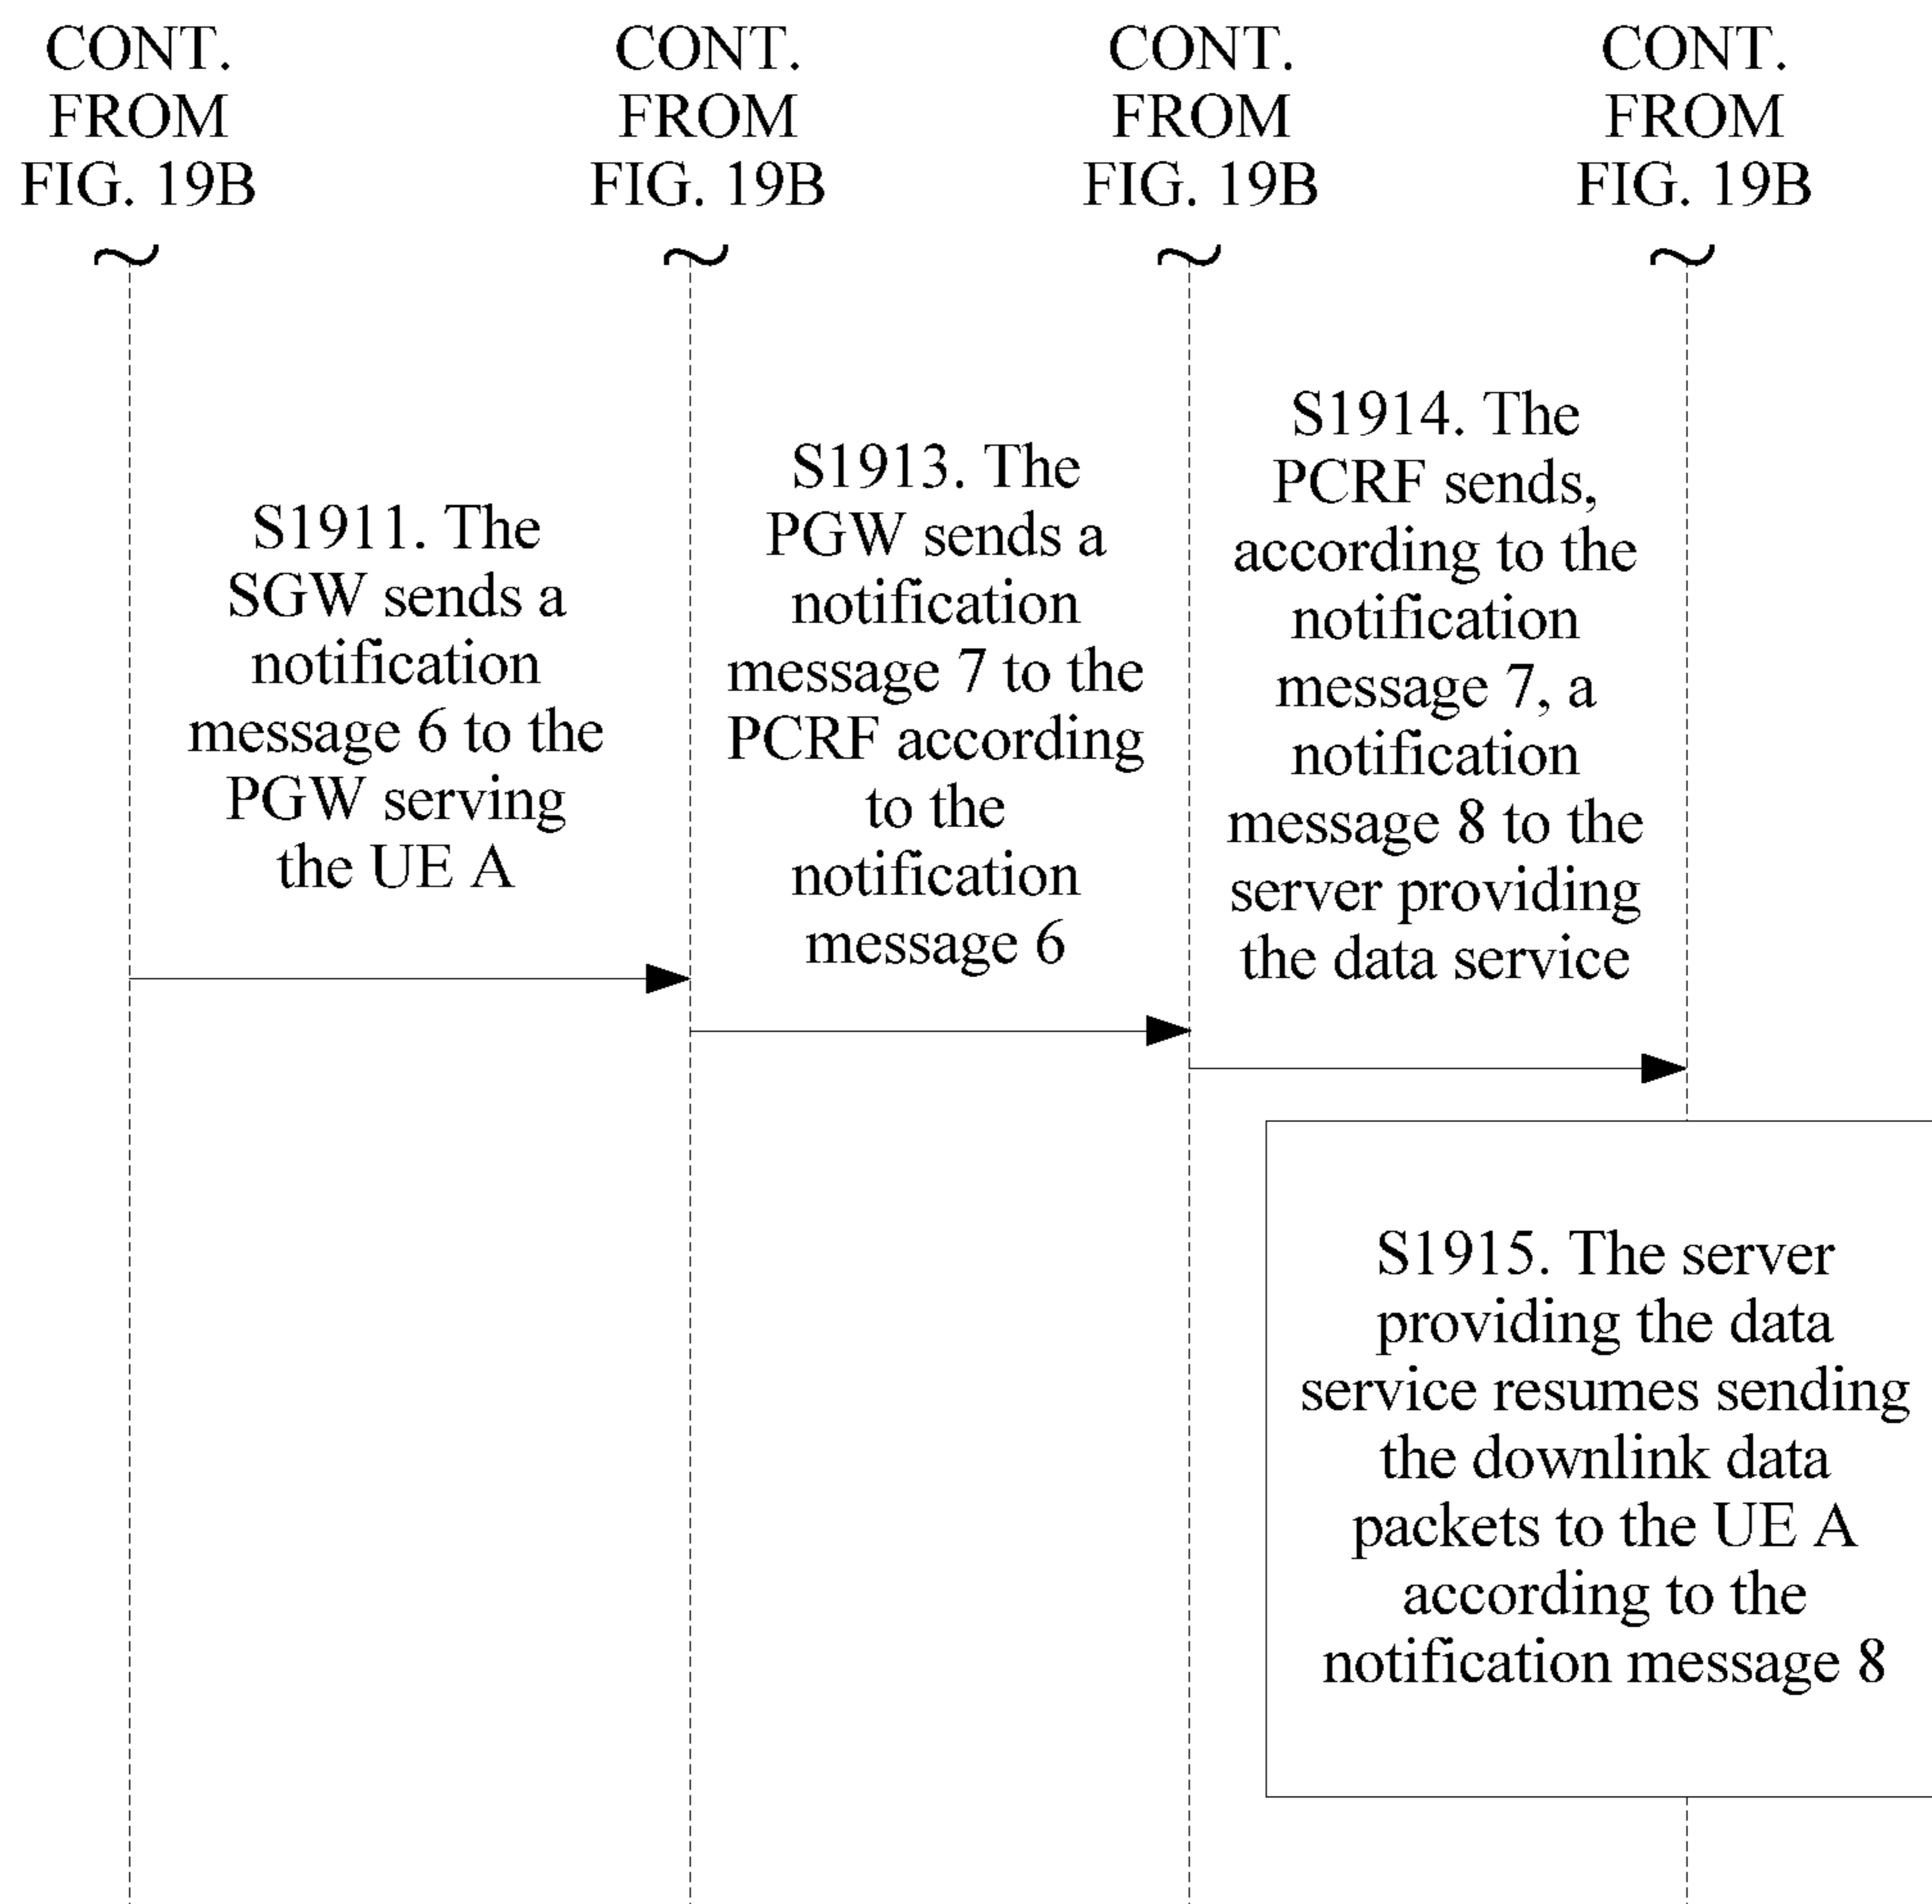 CONT.
FROM
FIG. 19B
CONT.
FROM
FIG. 19B
CONT.
FROM
FIG. 19B
CONT.
FROM
FIG. 19B
S1911. The
SGW sends a
notification
message 6 to the
PGW serving
the UE A
S1913. The
PGW sends a
notification
message 7 to the
PCRF according
to the
notification
message 6
S1914. The
PCRF sends,
according to the
notification
message 7, a
notification
message 8 to the
server providing
the data service
S1915. The server
providing the data
service resumes sending
the downlink data
packets to the UE A
according to the
notification message 8